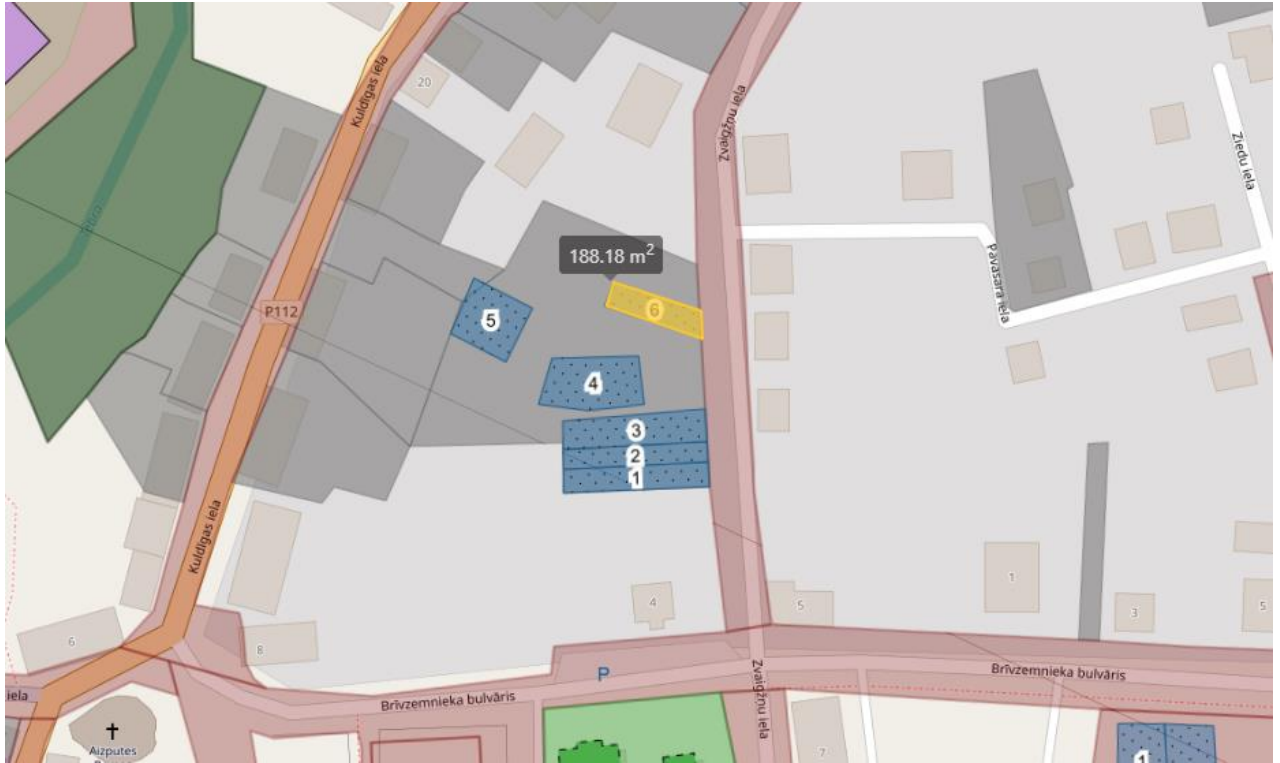 Kuldīgas iela
20
Zvaigžņu iela
Ziedu iela
188.18 m²
Pavasara iela
P112
6
5
4
3
2
1
Kuldīgas iela
1
4
5
3
5
6
8
P
Zvaigžņu iela
Brīvzemnieka bulvāris
Brīvzemnieka bulvāris
iela
Aizputes
7
1